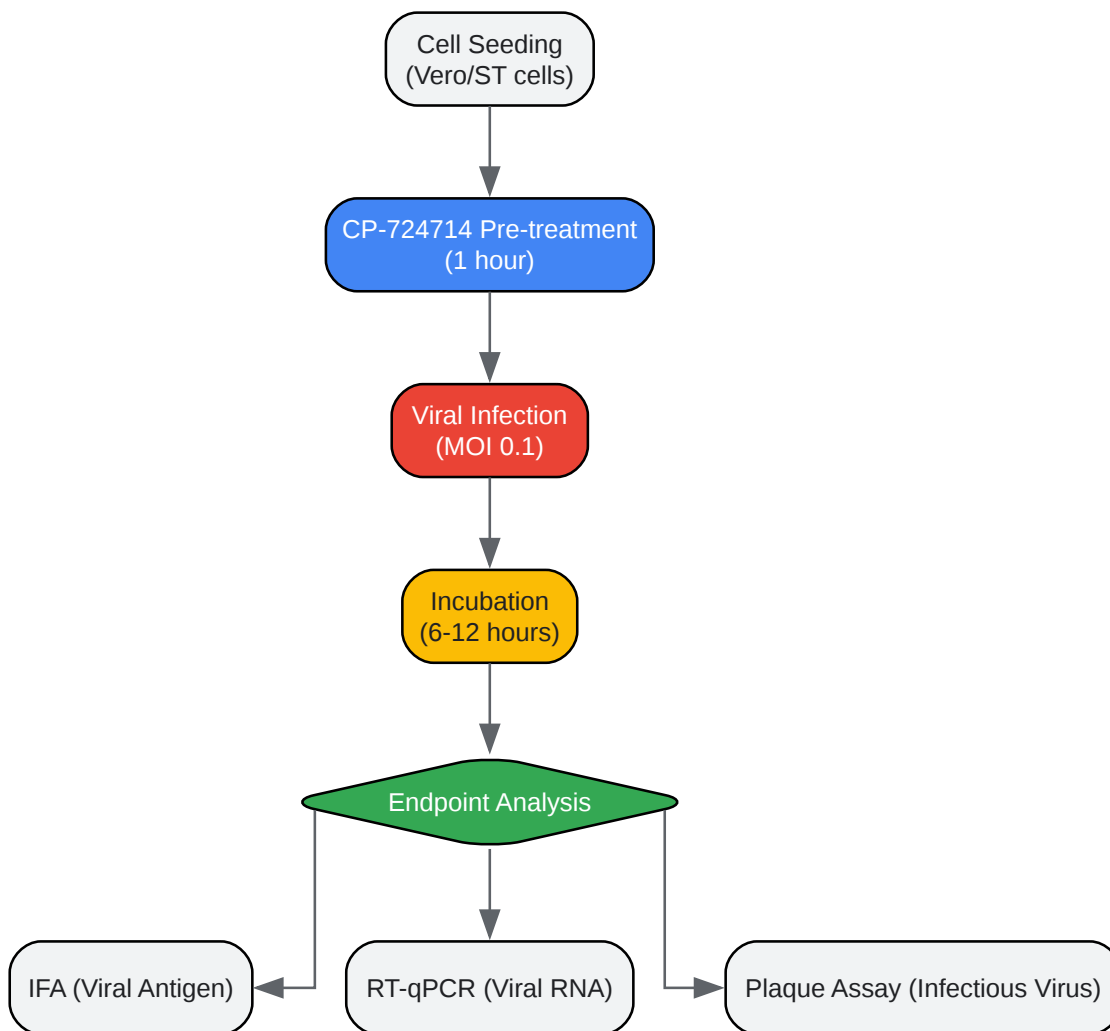 Cell Seeding
(Vero/ST cells)
CP-724714 Pre-treatment
(1 hour)
Viral Infection
(MOI 0.1)
Incubation
(6-12 hours)
Endpoint Analysis
IFA (Viral Antigen)
RT-qPCR (Viral RNA)
Plaque Assay (Infectious Virus)